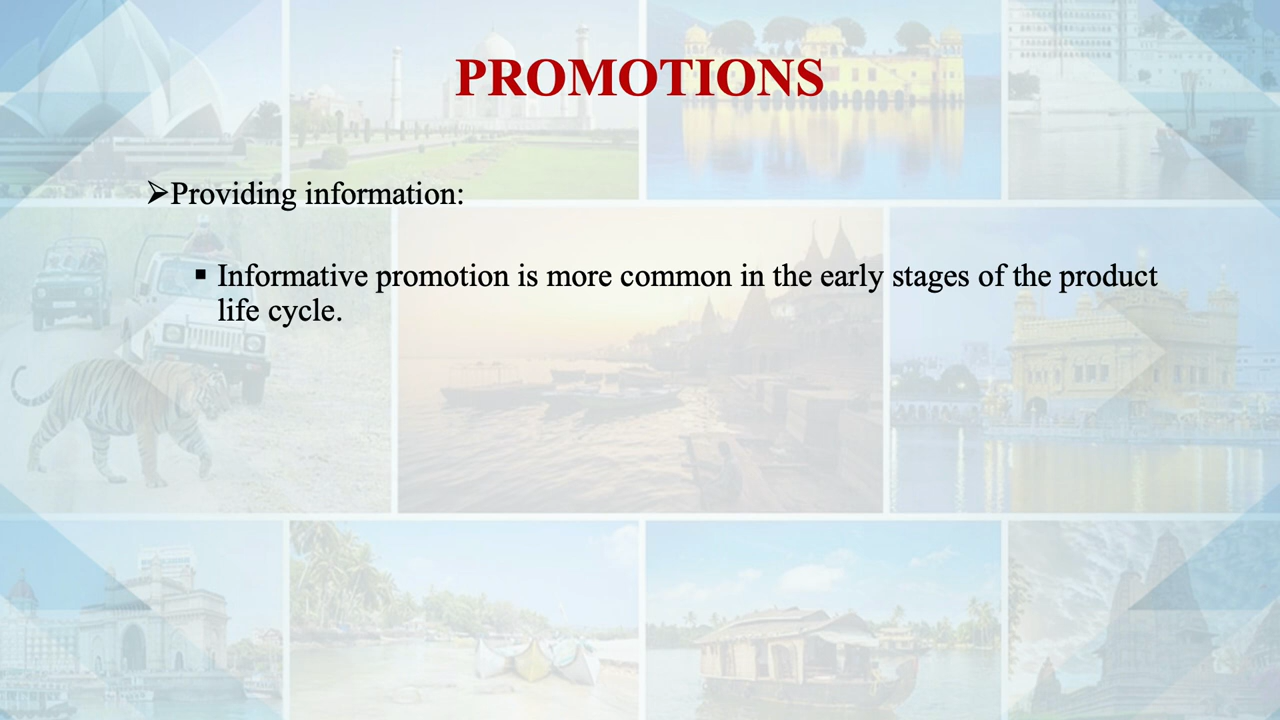 PROMOTIONS
➢Providing information:
▪ Informative promotion is more common in the early stages of the product
life cycle.